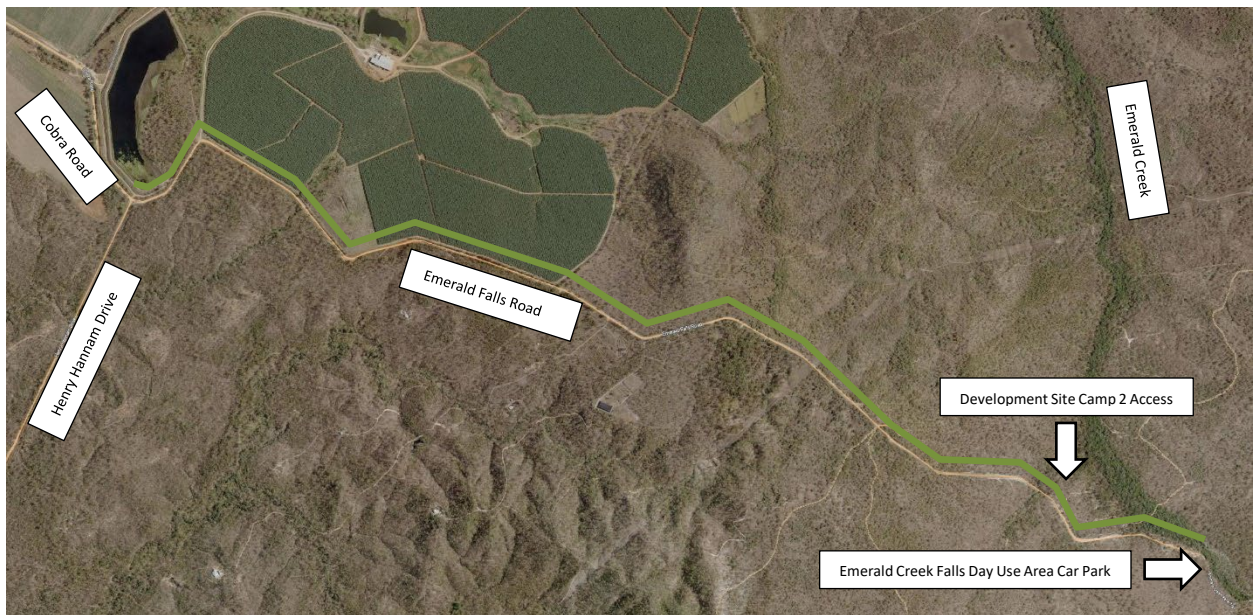 Cobra Road
Henry Hannam Drive
Emerald Falls Road
Emerald Creek
Development Site Camp 2 Access
Emerald Creek Falls Day Use Area Car Park